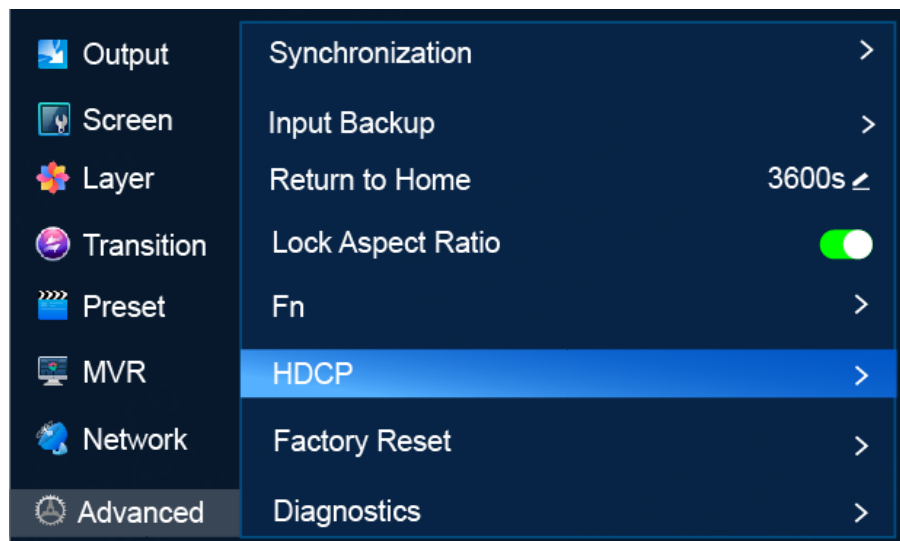 Output
Screen
Layer
Transition
Preset
MVR
Network
Advanced
Synchronization >
Input Backup >
Return to Home 3600s
Lock Aspect Ratio
Fn >
HDCP >
Factory Reset >
Diagnostics >